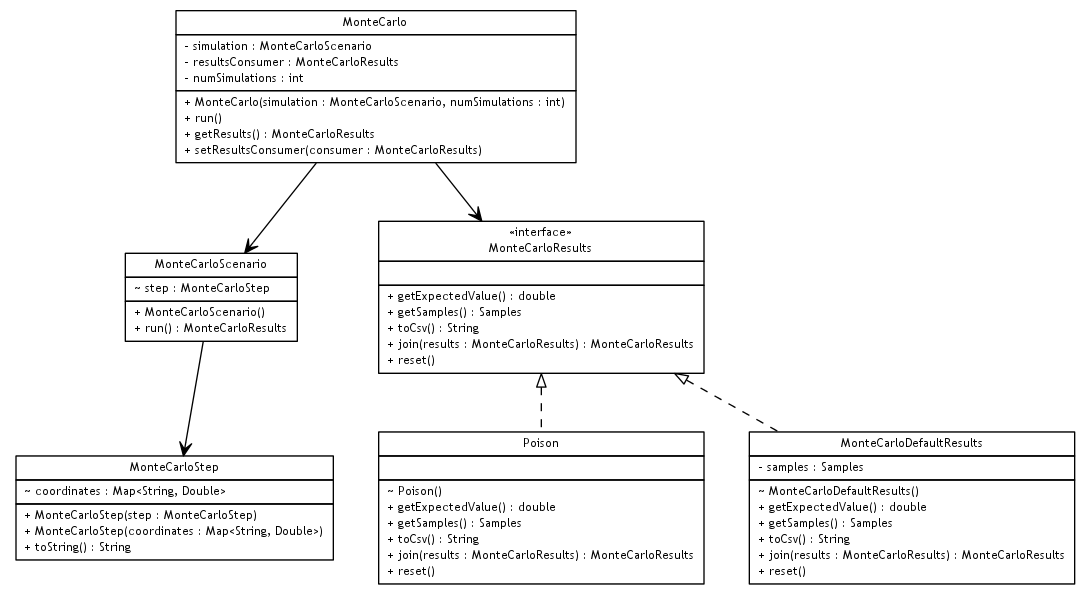 MonteCarlo
- simulation : MonteCarloScenario
- resultsConsumer : MonteCarloResults
- numSimulations : int
+ MonteCarlo(simulation : MonteCarloScenario, numSimulations : int)
+ run()
+ getResults() : MonteCarloResults
+ setResultsConsumer(consumer : MonteCarloResults)
«interface»
MonteCarloResults
+ getExpectedValue() : double
+ getSamples() : Samples
+ toCsv() : String
+ join(results : MonteCarloResults) : MonteCarloResults
+ reset()
MonteCarloScenario
~ step : MonteCarloStep
+ MonteCarloScenario()
+ run() : MonteCarloResults
MonteCarloStep
~ coordinates : Map<String, Double>
+ MonteCarloStep(step : MonteCarloStep)
+ MonteCarloStep(coordinates : Map<String, Double>)
+ toString() : String
Poison
~ Poison()
+ getExpectedValue() : double
+ getSamples() : Samples
+ toCsv() : String
+ join(results : MonteCarloResults) : MonteCarloResults
+ reset()
MonteCarloDefaultResults
- samples : Samples
~ MonteCarloDefaultResults()
+ getExpectedValue() : double
+ getSamples() : Samples
+ toCsv() : String
+ join(results : MonteCarloResults) : MonteCarloResults
+ reset()